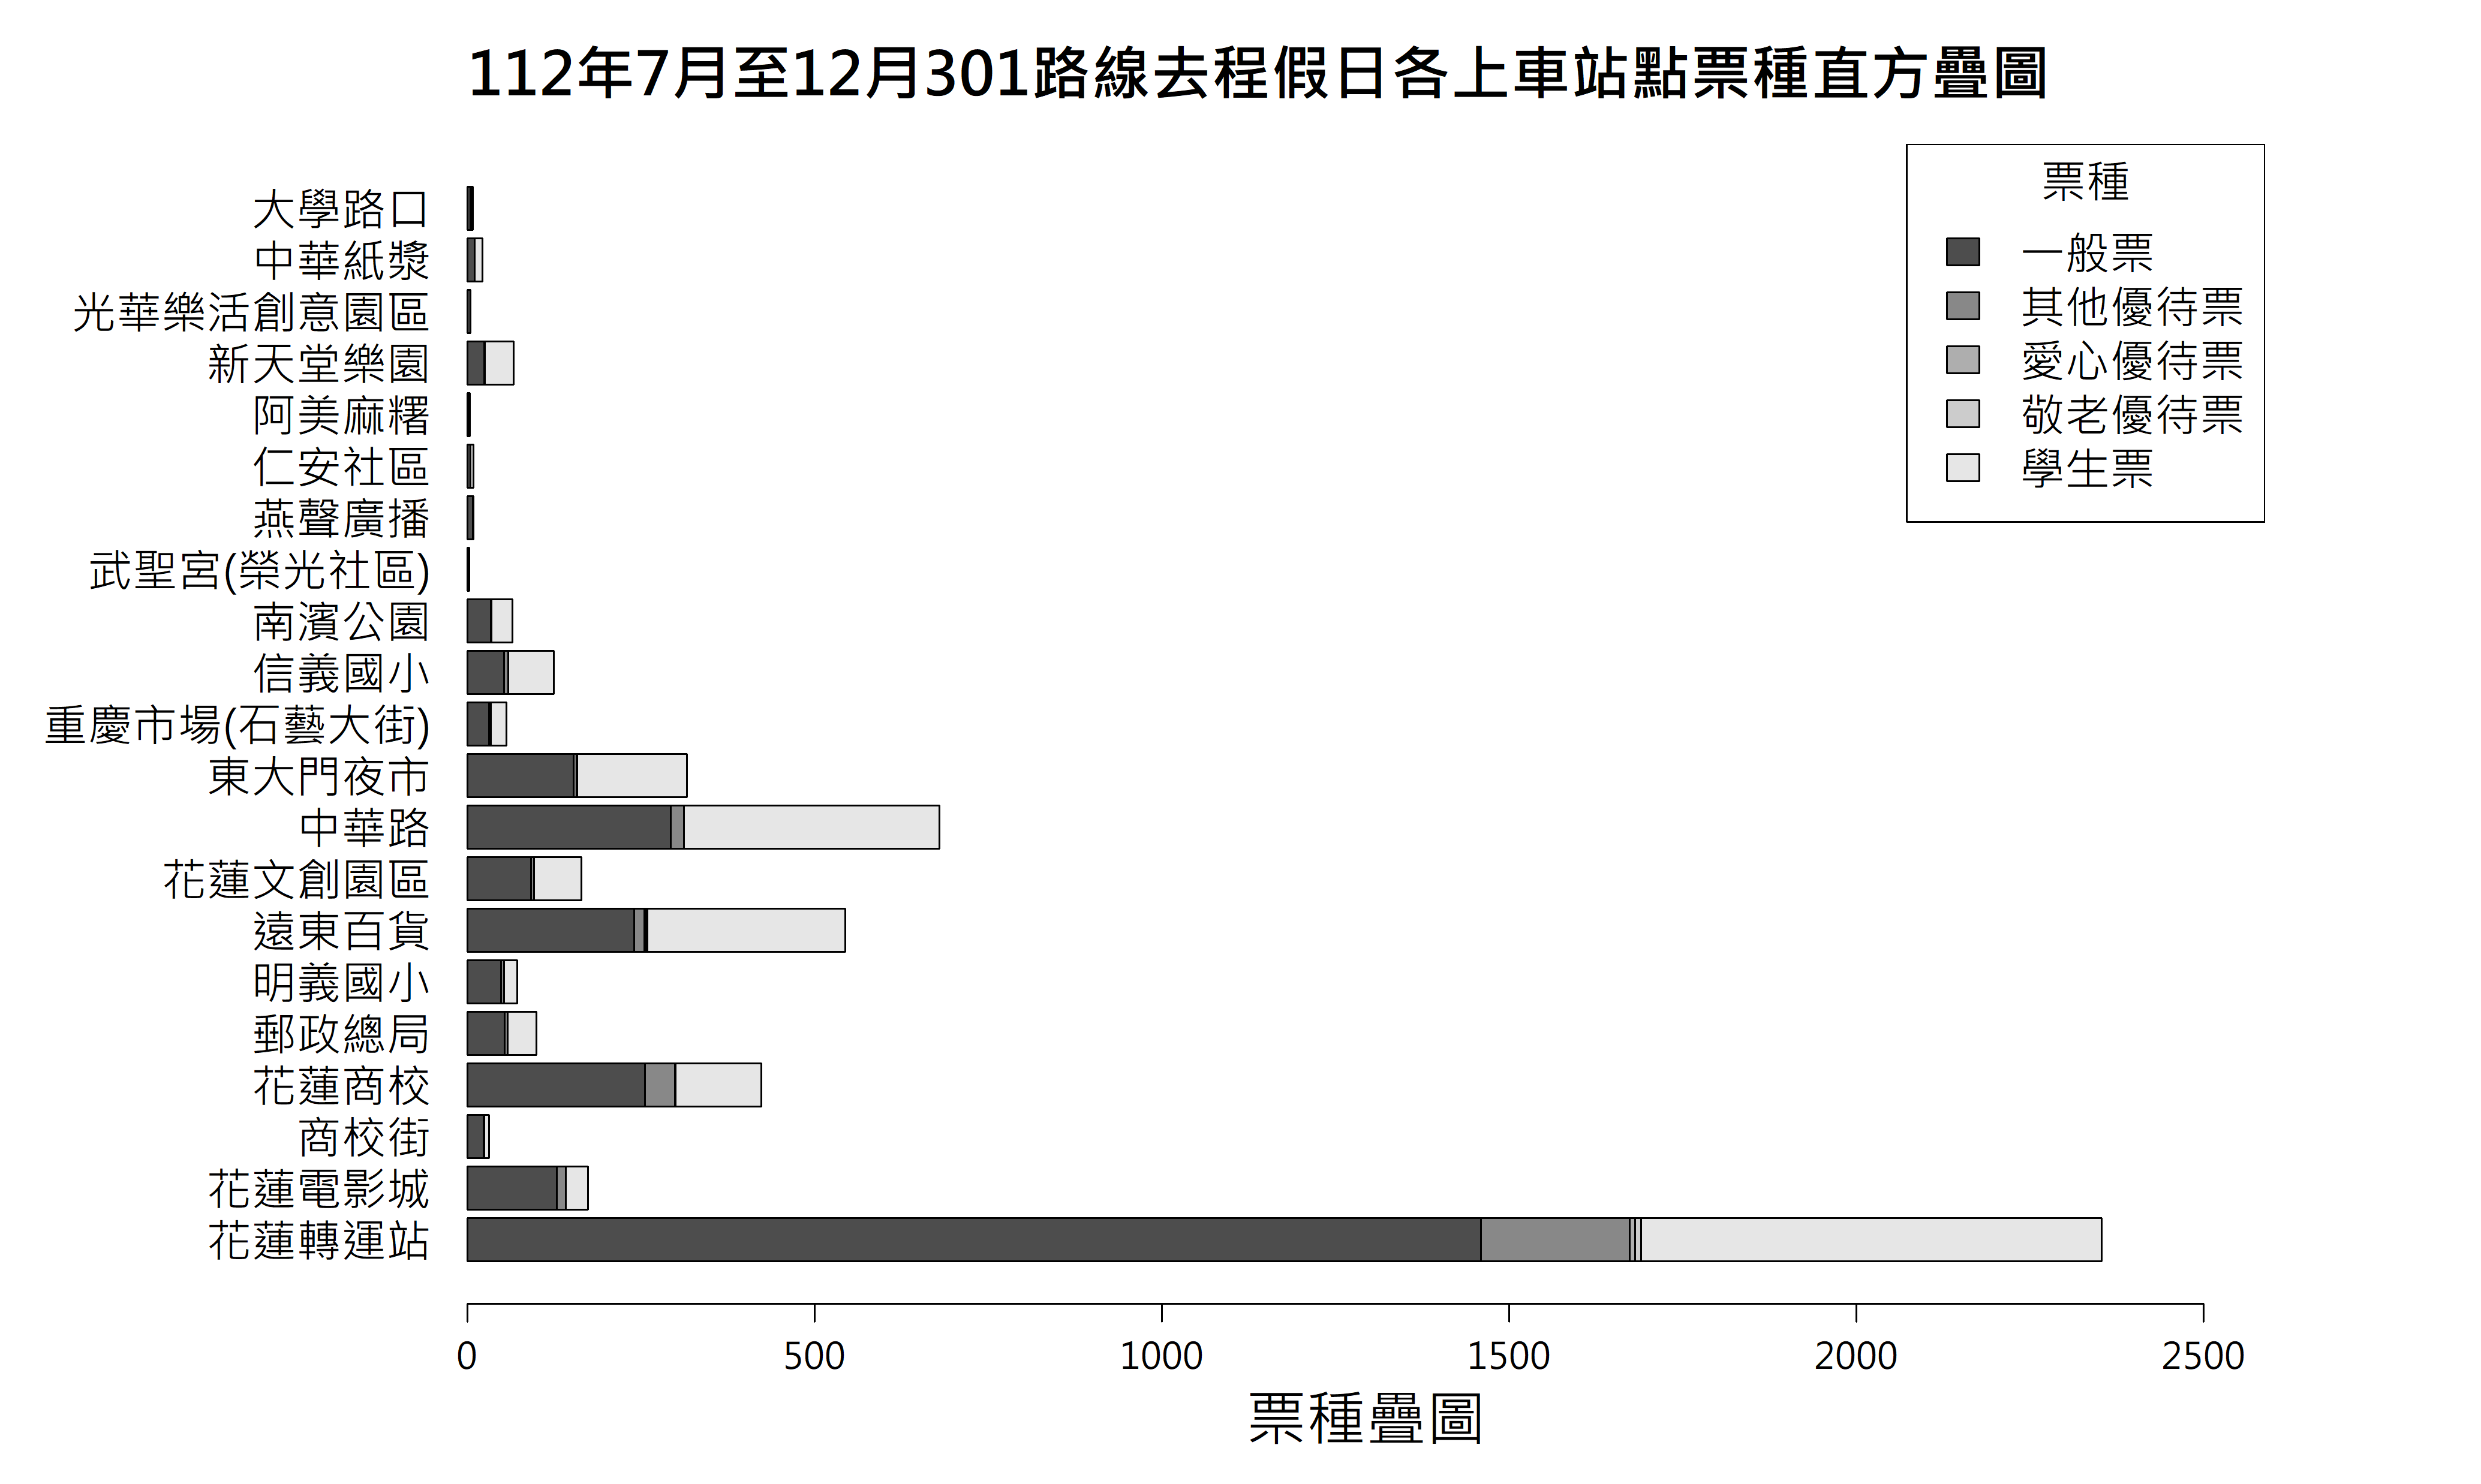 112年7月至12月301路線去程假日各上車站點票種直方疊圖
票種
一般票
其他優待票
愛心優待票
敬老優待票
學生票
大學路口
中華紙漿
光華樂活創意園區
新天堂樂園
阿美麻糬
仁安社區
燕聲廣播
武聖宮(榮光社區)
南濱公園
信義國小
重慶市場(石藝大街)
東大門夜市
中華路
花蓮文創園區
遠東百貨
明義國小
郵政總局
花蓮商校
商校街
花蓮電影城
花蓮轉運站
0 500 1000 1500 2000 2500
票種疊圖